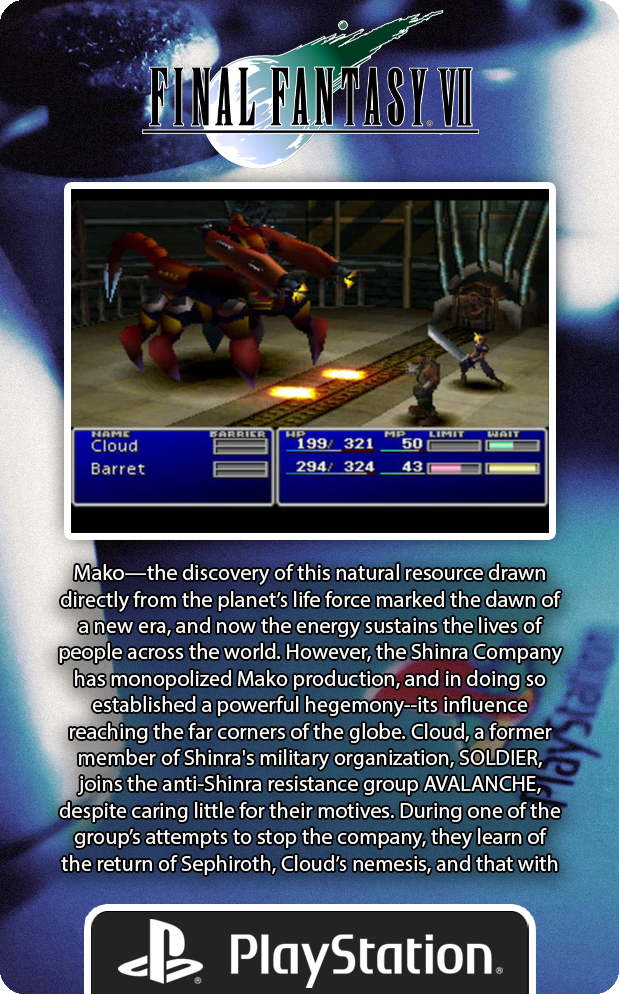 FINAL FANTASY VII
NAME BARRIER HP MP LIMIT WAIT
Cloud 199/ 321 50
Barret 294/ 324 43
Mako—the discovery of this natural resource drawn
directly from the planet’s life force marked the dawn of
a new era, and now the energy sustains the lives of
people across the world. However, the Shinra Company
has monopolized Mako production, and in doing so
established a powerful hegemony--its influence
reaching the far corners of the globe. Cloud, a former
member of Shinra's military organization, SOLDIER,
joins the anti-Shinra resistance group AVALANCHE,
despite caring little for their motives. During one of the
group’s attempts to stop the company, they learn of
the return of Sephiroth, Cloud’s nemesis, and that with
PlayStation
PlayStation®